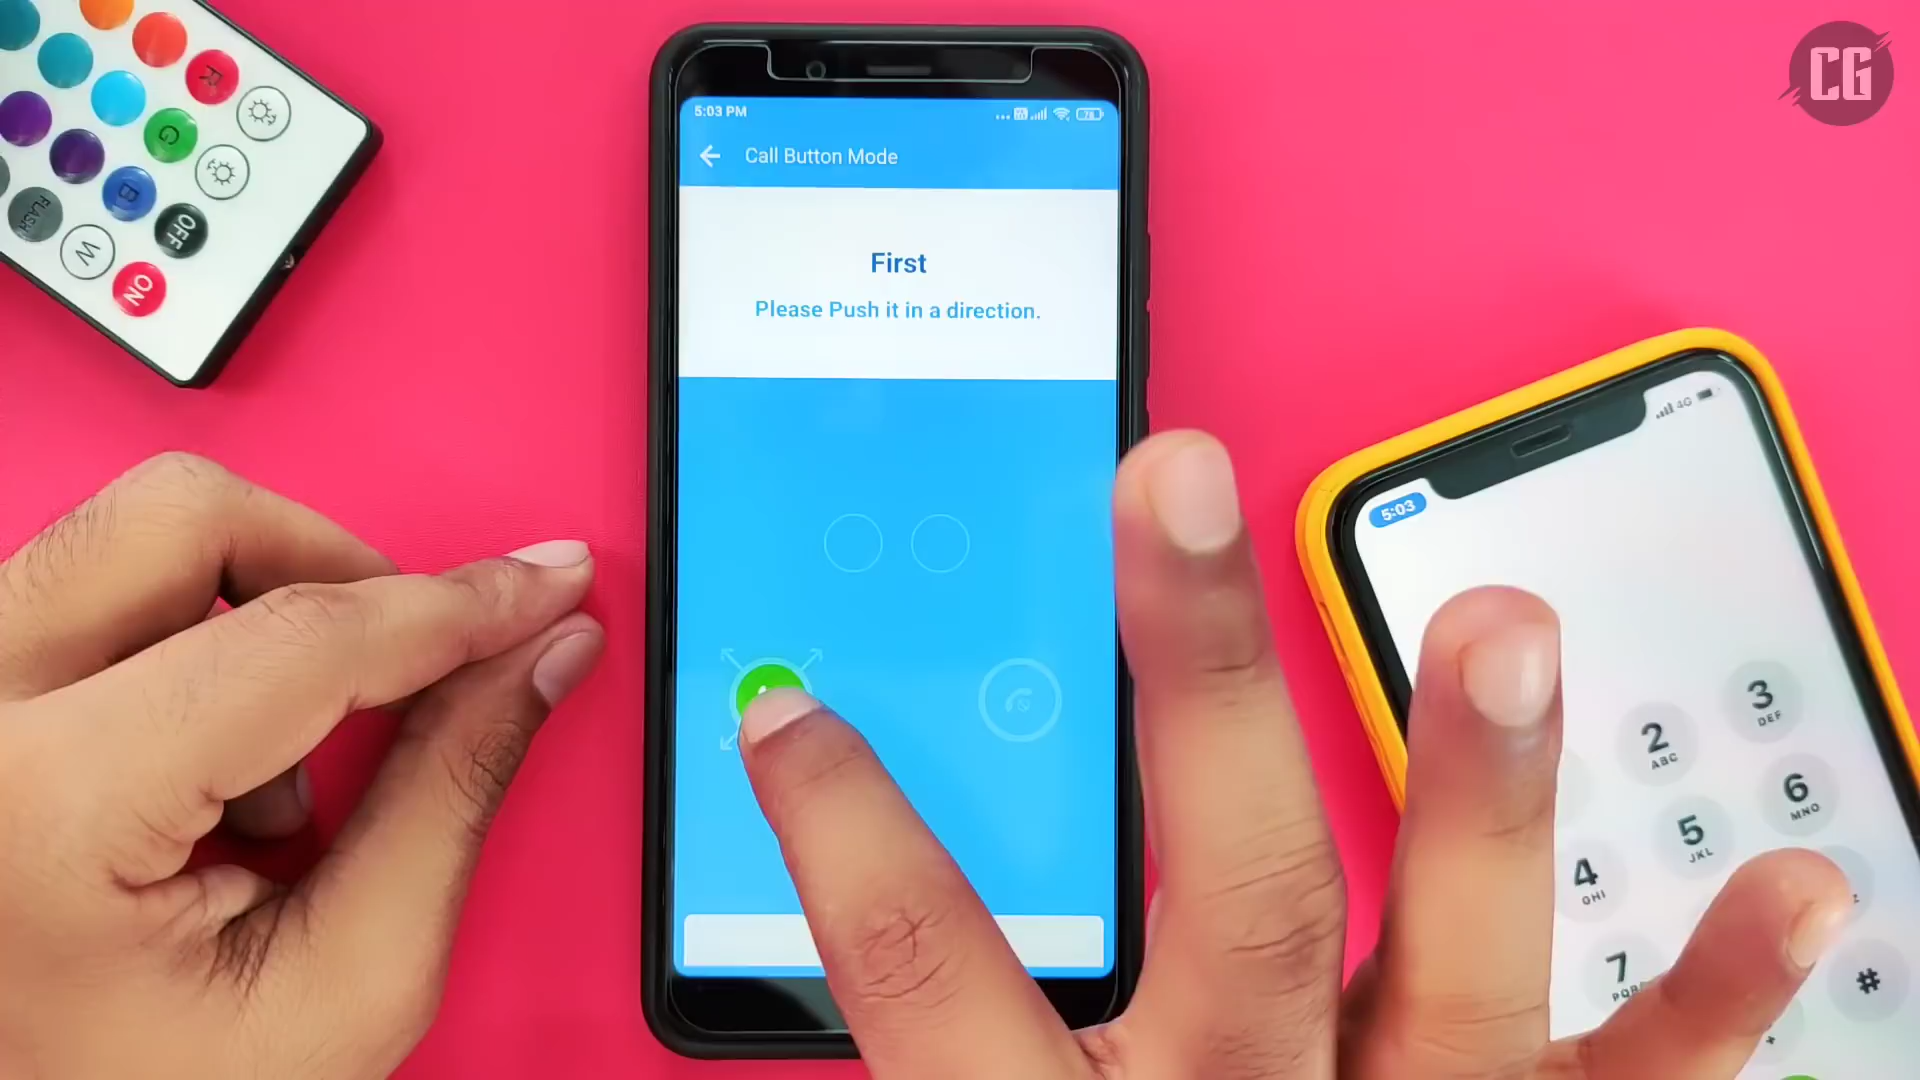 CG
R
G
B
FLASH
W
OFF
ON
5:03 PM
78
Call Button Mode
First
Please Push it in a direction.
4G
5:03
2
ABC
3
DEF
4
GHI
5
JKL
6
MNO
7
#